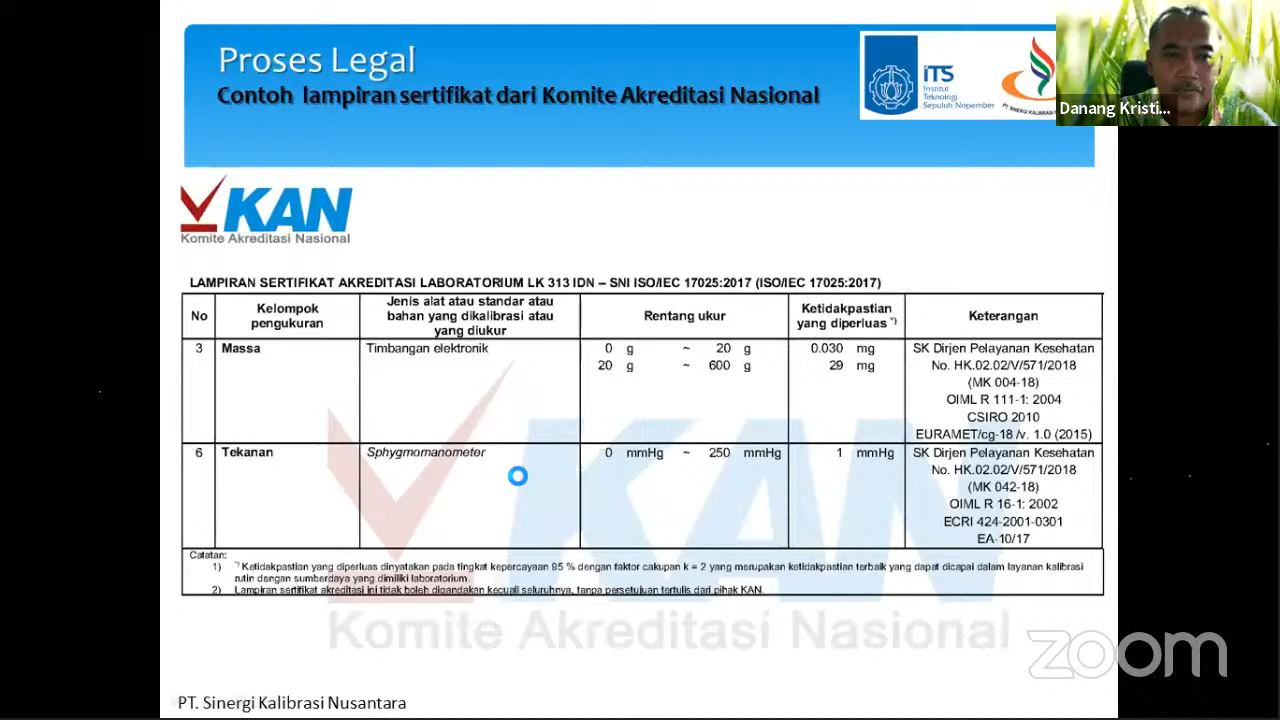 Proses Legal
Contoh lampiran sertifikat dari Komite Akreditasi Nasional
iTS
Institut
Teknologi
Sepuluh Nopember
PT. SINERGI KALIBRASI
Danang Kristi...
KAN
Komite Akreditasi Nasional
LAMPIRAN SERTIFIKAT AKREDITASI LABORATORIUM LK 313 IDN – SNI ISO/IEC 17025:2017 (ISO/IEC 17025:2017)
No Kelompok pengukuran Jenis alat atau standar atau bahan yang dikalibrasi atau yang diukur Rentang ukur Ketidakpastian yang diperluas *) Keterangan
3 Massa Timbangan elektronik 0 g ~ 20 g 0.030 mg SK Dirjen Pelayanan Kesehatan
20 g ~ 600 g 29 mg No. HK.02.02/V/571/2018
(MK 004-18)
OIML R 111-1: 2004
CSIRO 2010
EURAMET/cg-18 /v. 1.0 (2015)
6 Tekanan Sphygmomanometer 0 mmHg ~ 250 mmHg 1 mmHg SK Dirjen Pelayanan Kesehatan
No. HK.02.02/V/571/2018
(MK 042-18)
OIML R 16-1: 2002
ECRI 424-2001-0301
EA-10/17
Catatan:
1) *) Ketidakpastian yang diperluas dinyatakan pada tingkat kepercayaan 95 % dengan faktor cakupan k = 2 yang merupakan ketidakpastian terbaik yang dapat dicapai dalam layanan kalibrasi
rutin dengan sumberdaya yang dimiliki laboratorium.
2) Lampiran sertifikat akreditasi ini tidak boleh digandakan kecuali seluruhnya, tanpa persetujuan tertulis dari pihak KAN.
KAN
Komite Akreditasi Nasional
zoom
PT. Sinergi Kalibrasi Nusantara